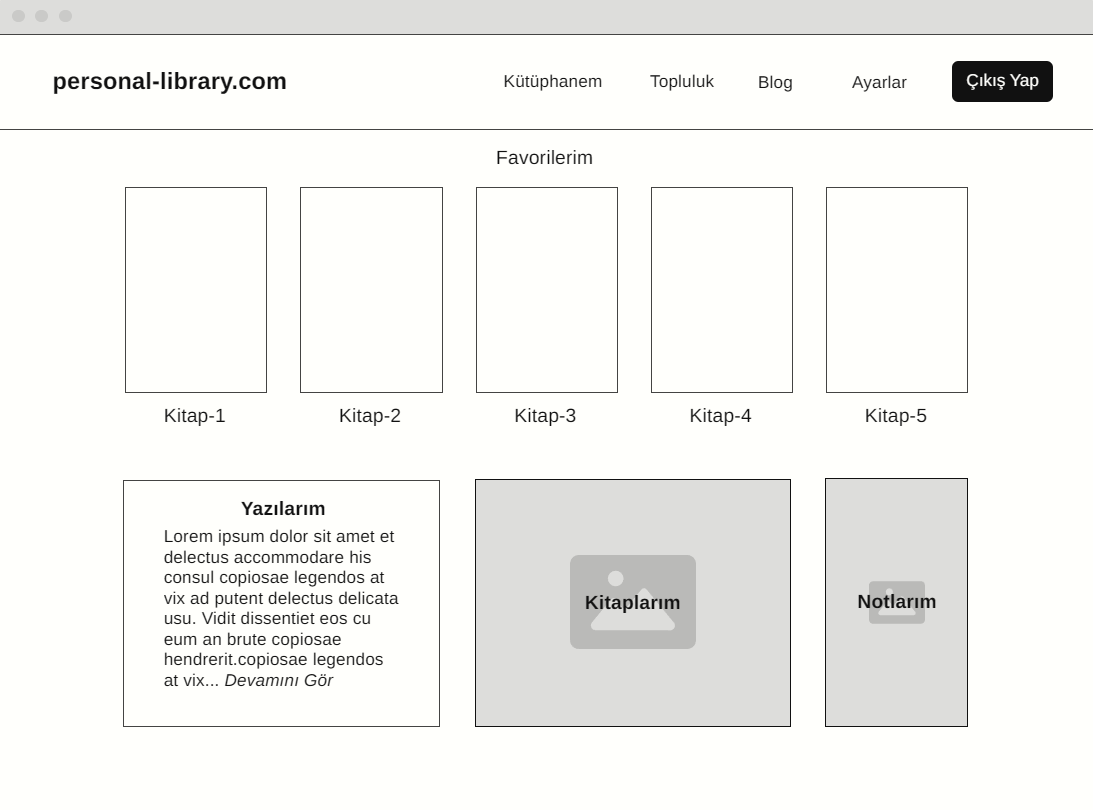 personal-library.com
Kütüphanem
Topluluk
Blog
Ayarlar
Çıkış Yap
Favorilerim
Kitap-1
Kitap-2
Kitap-3
Kitap-4
Kitap-5
Yazılarım
Lorem ipsum dolor sit amet et
delectus accommodare his
consul copiosae legendos at
vix ad putent delectus delicata
usu. Vidit dissentiet eos cu
eum an brute copiosae
hendrerit.copiosae legendos
at vix... Devamını Gör
Kitaplarım
Notlarım